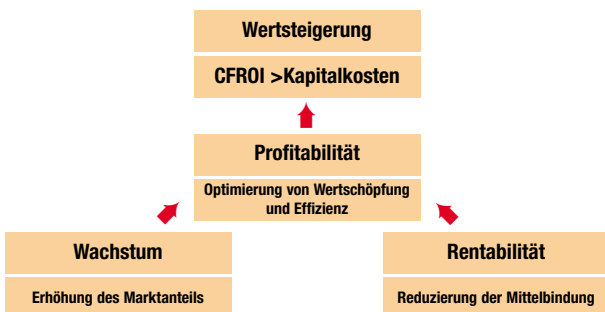 Wertsteigerung
CFROI >Kapitalkosten
Profitabilität
Optimierung von Wertschöpfung
und Effizienz
Wachstum
Rentabilität
Erhöhung des Marktanteils
Reduzierung der Mittelbindung